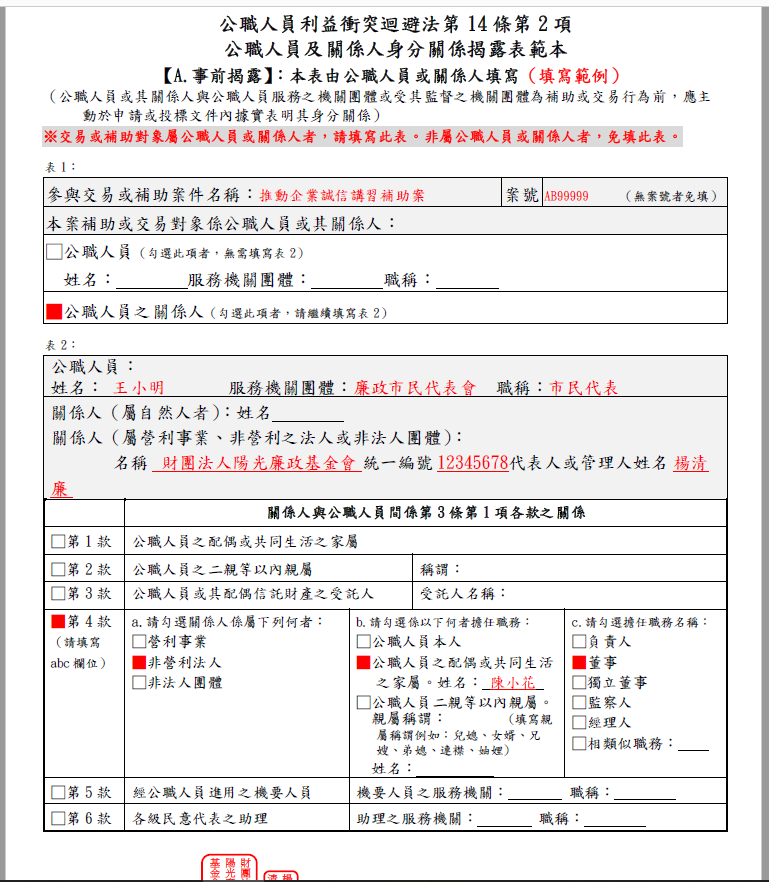 公職人員利益衝突迴避法第14條第2項
公職人員及關係人身分關係揭露表範本
【A.事前揭露】：本表由公職人員或關係人填寫（填寫範例）
（公職人員或其關係人與公職人員服務之機關團體或受其監督之機關團體為補助或交易行為前，應主
動於申請或投標文件內據實表明其身分關係）
※交易或補助對象屬公職人員或關係人者，請填寫此表。非屬公職人員或關係人者，免填此表。
表1：
參與交易或補助案件名稱：推動企業誠信講習補助案 案號 AB99999 （無案號者免填）
本案補助或交易對象係公職人員或其關係人：
□公職人員（勾選此項者，無需填寫表2）
姓名：＿＿＿＿服務機關團體：＿＿＿＿職稱：＿＿＿＿
■公職人員之關係人（勾選此項者，請繼續填寫表2）
表2：
公職人員：
姓名： 王小明 服務機關團體：廉政市民代表會 職稱：市民代表
關係人（屬自然人者）：姓名＿＿＿＿
關係人（屬營利事業、非營利之法人或非法人團體）：
名稱 財團法人陽光廉政基金會 統一編號 12345678代表人或管理人姓名 楊清
廉
關係人與公職人員間係第3條第1項各款之關係
□第1款 公職人員之配偶或共同生活之家屬
□第2款 公職人員之二親等以內親屬 稱謂：
□第3款 公職人員或其配偶信託財產之受託人 受託人名稱：
■第4款
（請填寫
abc欄位）
a.請勾選關係人係屬下列何者：
□營利事業
■非營利法人
□非法人團體
b.請勾選係以下何者擔任職務：
□公職人員本人
■公職人員之配偶或共同生活
之家屬。姓名：陳小花
□公職人員二親等以內親屬。
親屬稱謂： （填寫親
屬稱謂例如：兒媳、女婿、兄
嫂、弟媳、連襟、妯娌）
姓名：＿＿＿＿
c.請勾選擔任職務名稱：
□負責人
■董事
□獨立董事
□監察人
□經理人
□相類似職務：＿＿
□第5款 經公職人員進用之機要人員 機要人員之服務機關：＿＿＿＿ 職稱：＿＿＿＿
□第6款 各級民意代表之助理 助理之服務機關：＿＿＿＿ 職稱：＿＿＿＿